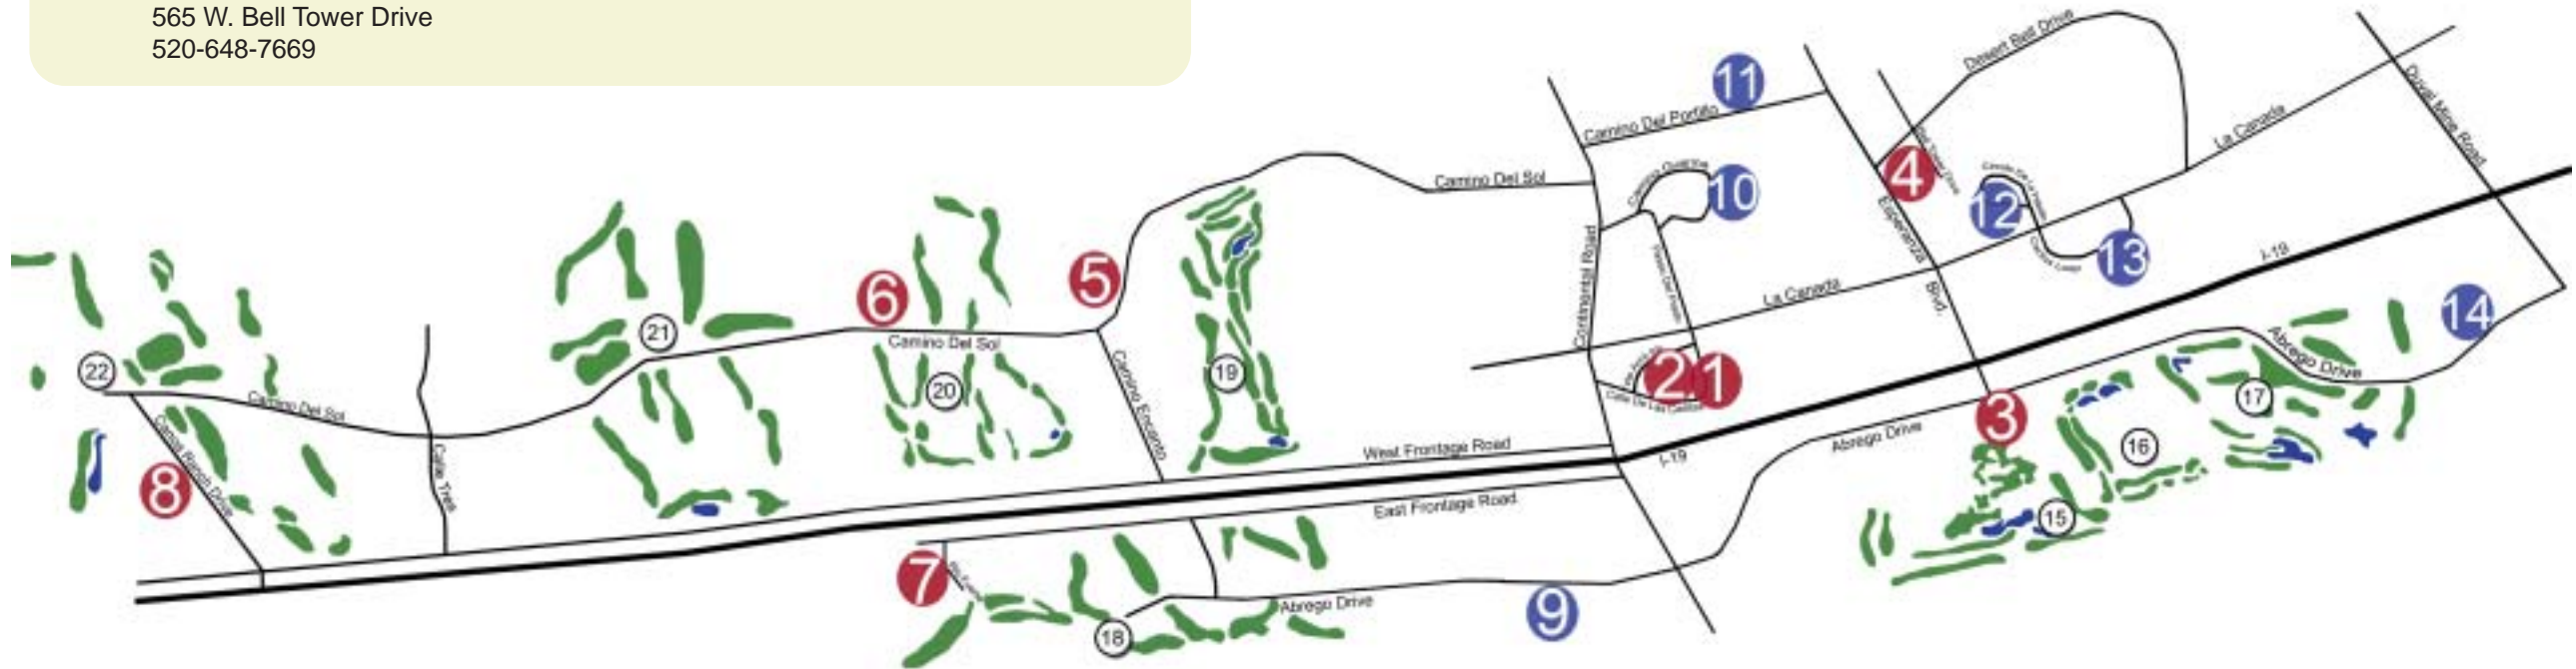 565 W. Bell Tower Drive
520-648-7669
Desert Bell Drive
11
Duval Mine Road
Camino Del Portillo
La Canada
4
Camino Del Sol
10
12
Esperanza
Blvd.
13
I-19
Continental Road
5
6
La Canada
14
21
Camino Del Sol
Abrego Drive
22
19
20
2
1
17
Camino Encanto
Camino Del Sol
3
16
Abrego Drive
West Frontage Road
I-19
8
Calle Tres
East Frontage Road
15
7
Abrego Drive
9
18